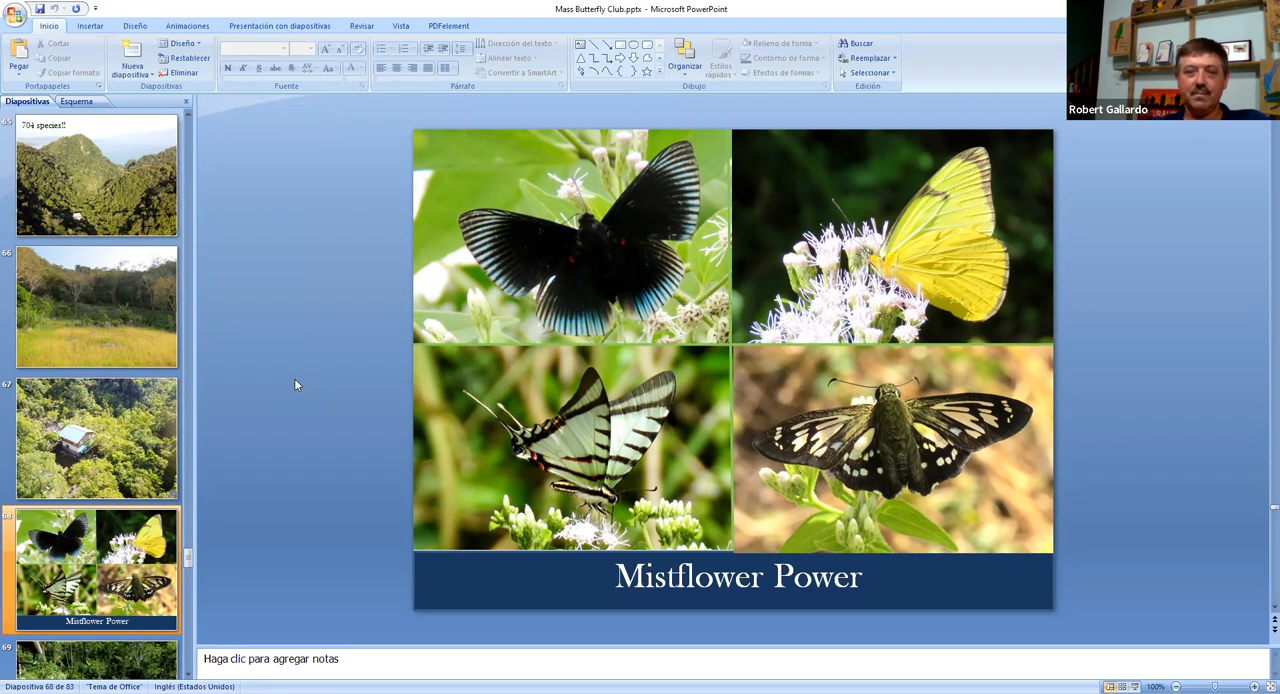 Mass Butterfly Club.pptx - Microsoft PowerPoint
Inicio Insertar Diseño Animaciones Presentación con diapositivas Revisar Vista PDFelement
Pegar
Cortar
Copiar
Copiar formato
Portapapeles
Nueva diapositiva
Diseño
Restablecer
Eliminar
Diapositivas
Fuente
Dirección del texto
Alinear texto
Convertir a SmartArt
Párrafo
Organizar
Estilos rápidos
Relleno de forma
Contorno de forma
Efectos de formas
Dibujo
Buscar
Reemplazar
Seleccionar
Edición
Robert Gallardo
Diapositivas Esquema
65
704 species!!
66
67
68
Mistflower Power
69
Mistflower Power
Haga clic para agregar notas
Diapositiva 68 de 83 "Tema de Office" Inglés (Estados Unidos) 100%